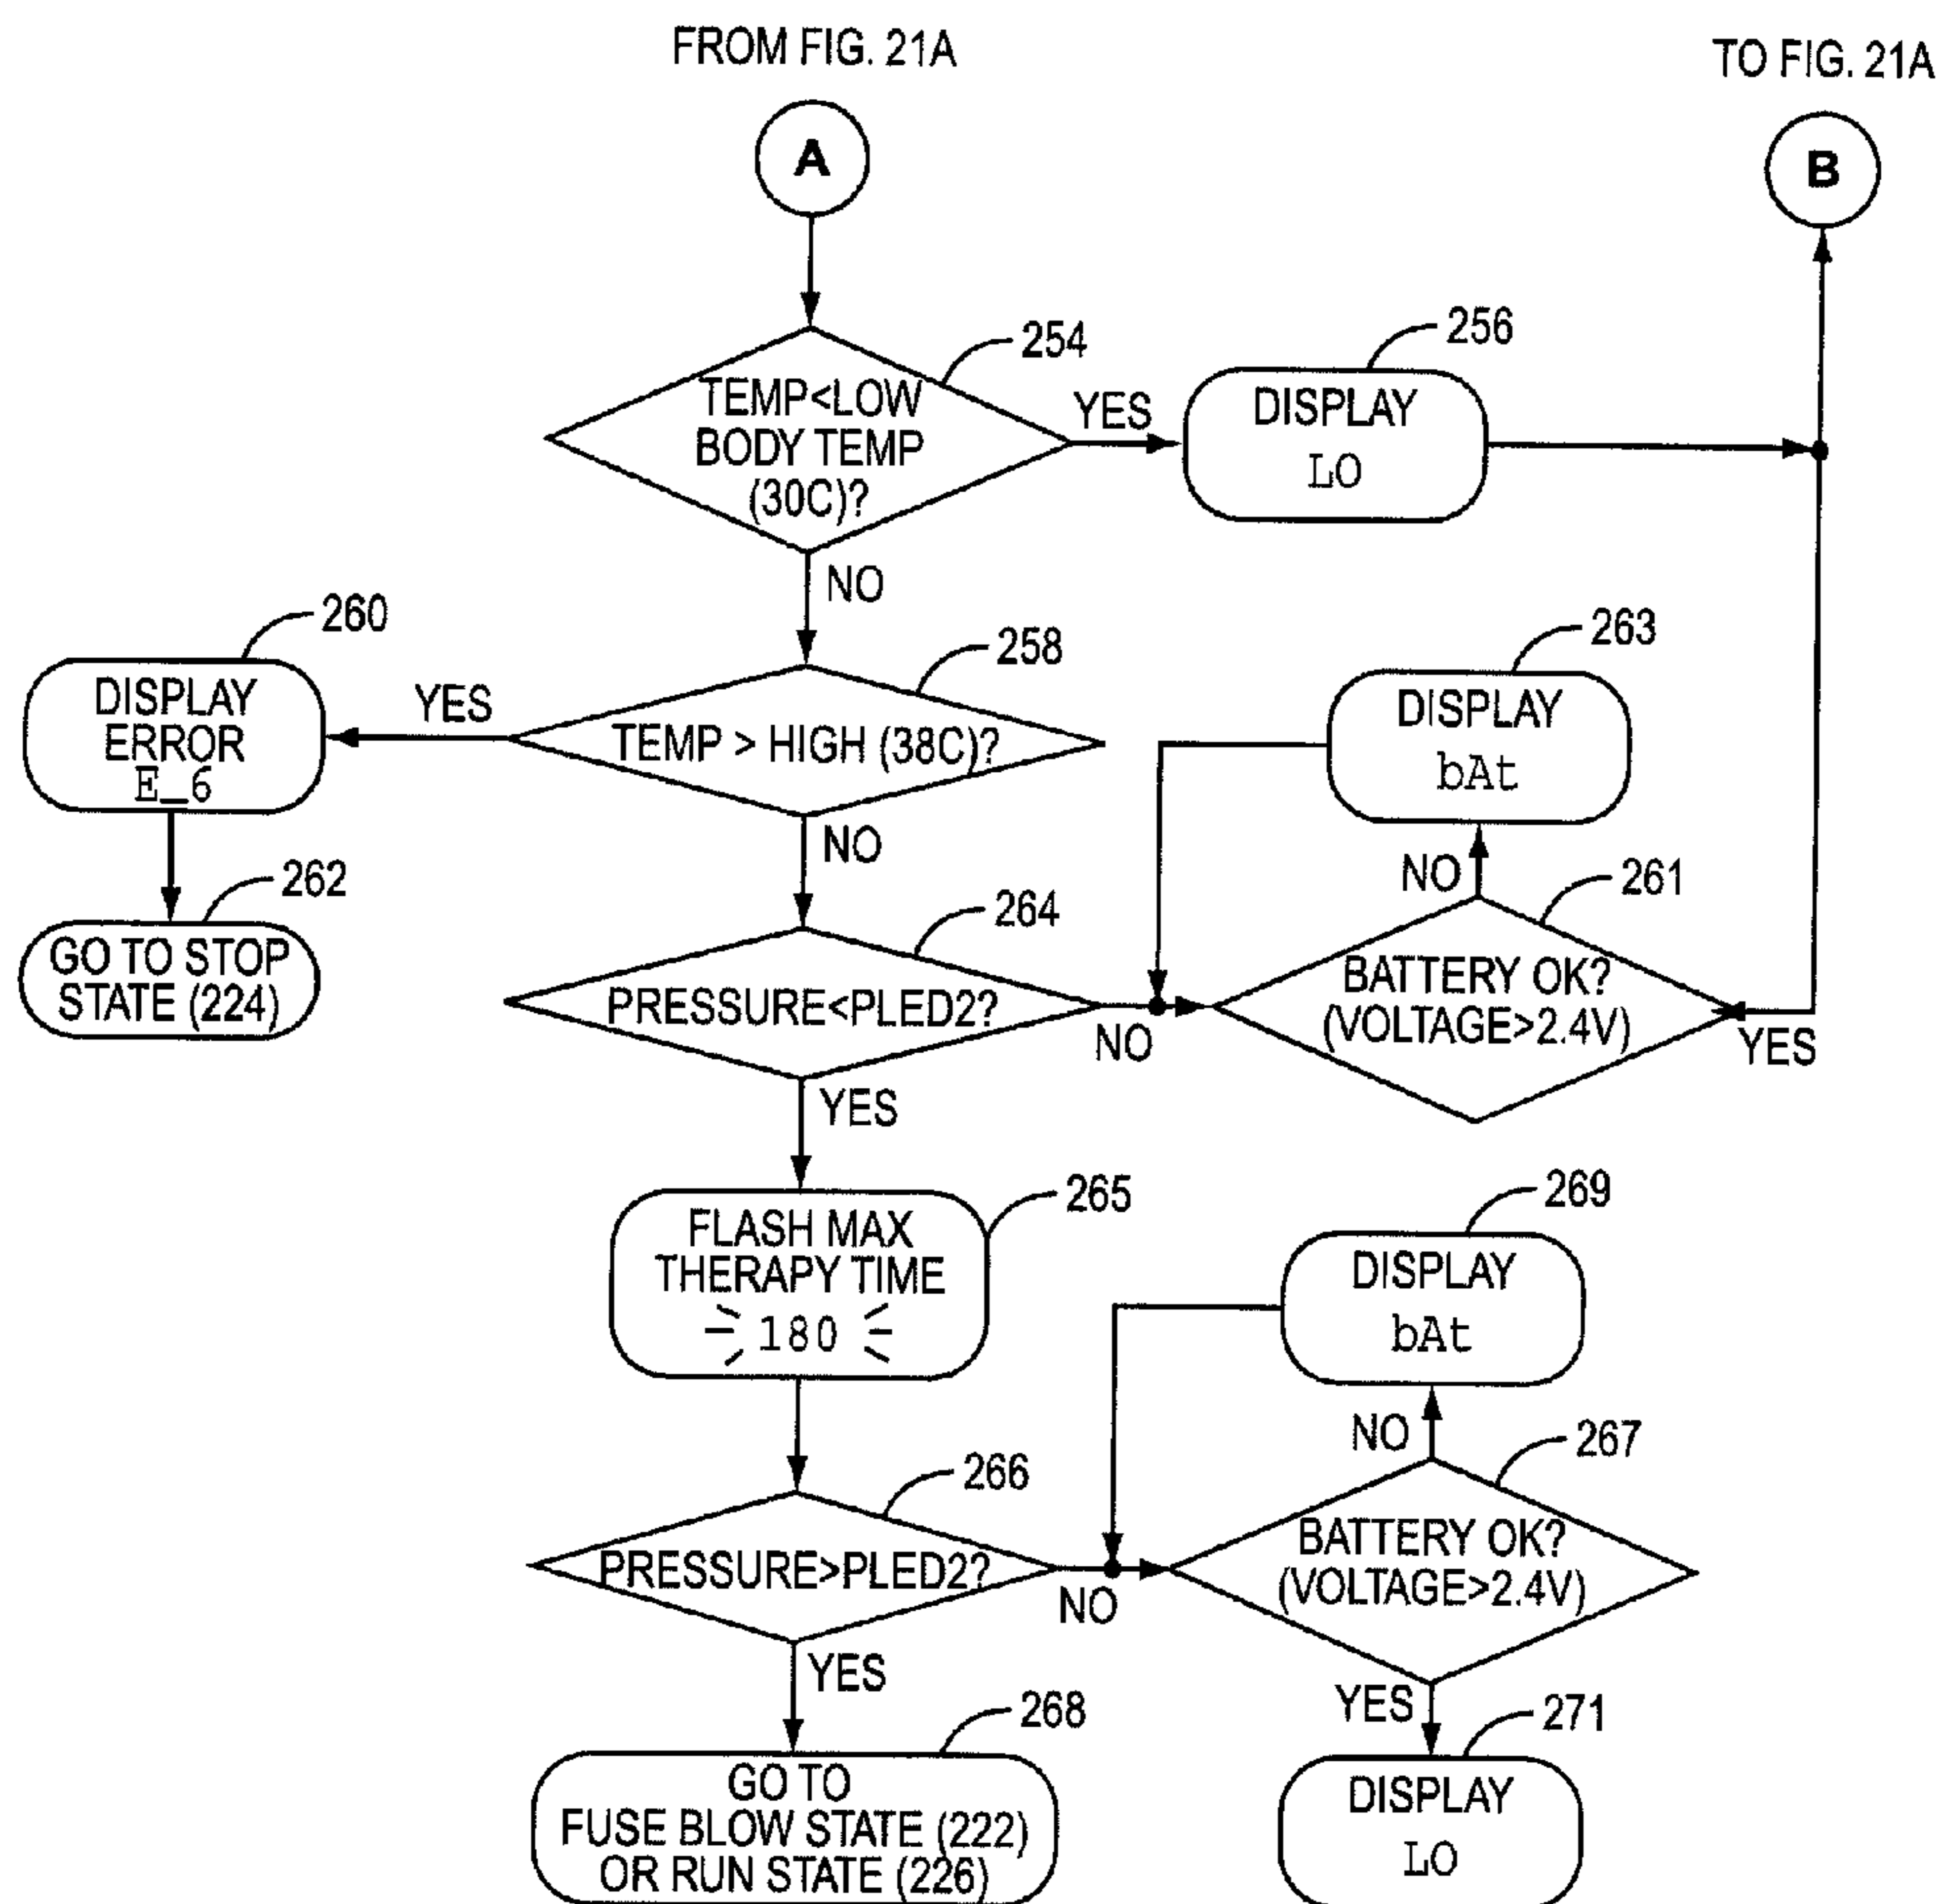 FROM FIG. 21A
TO FIG. 21A
A
B
254
TEMP<LOW
BODY TEMP
(30C)?
YES
256
DISPLAY
LO
NO
260
DISPLAY
ERROR
E_6
YES
258
TEMP > HIGH (38C)?
263
DISPLAY
bAt
262
GO TO STOP
STATE (224)
NO
264
PRESSURE<PLED2?
NO
NO
261
BATTERY OK?
(VOLTAGE>2.4V)
YES
YES
265
FLASH MAX
THERAPY TIME
180
269
DISPLAY
bAt
266
PRESSURE>PLED2?
NO
NO
267
BATTERY OK?
(VOLTAGE>2.4V)
YES
268
GO TO
FUSE BLOW STATE (222)
OR RUN STATE (226)
YES
271
DISPLAY
LO